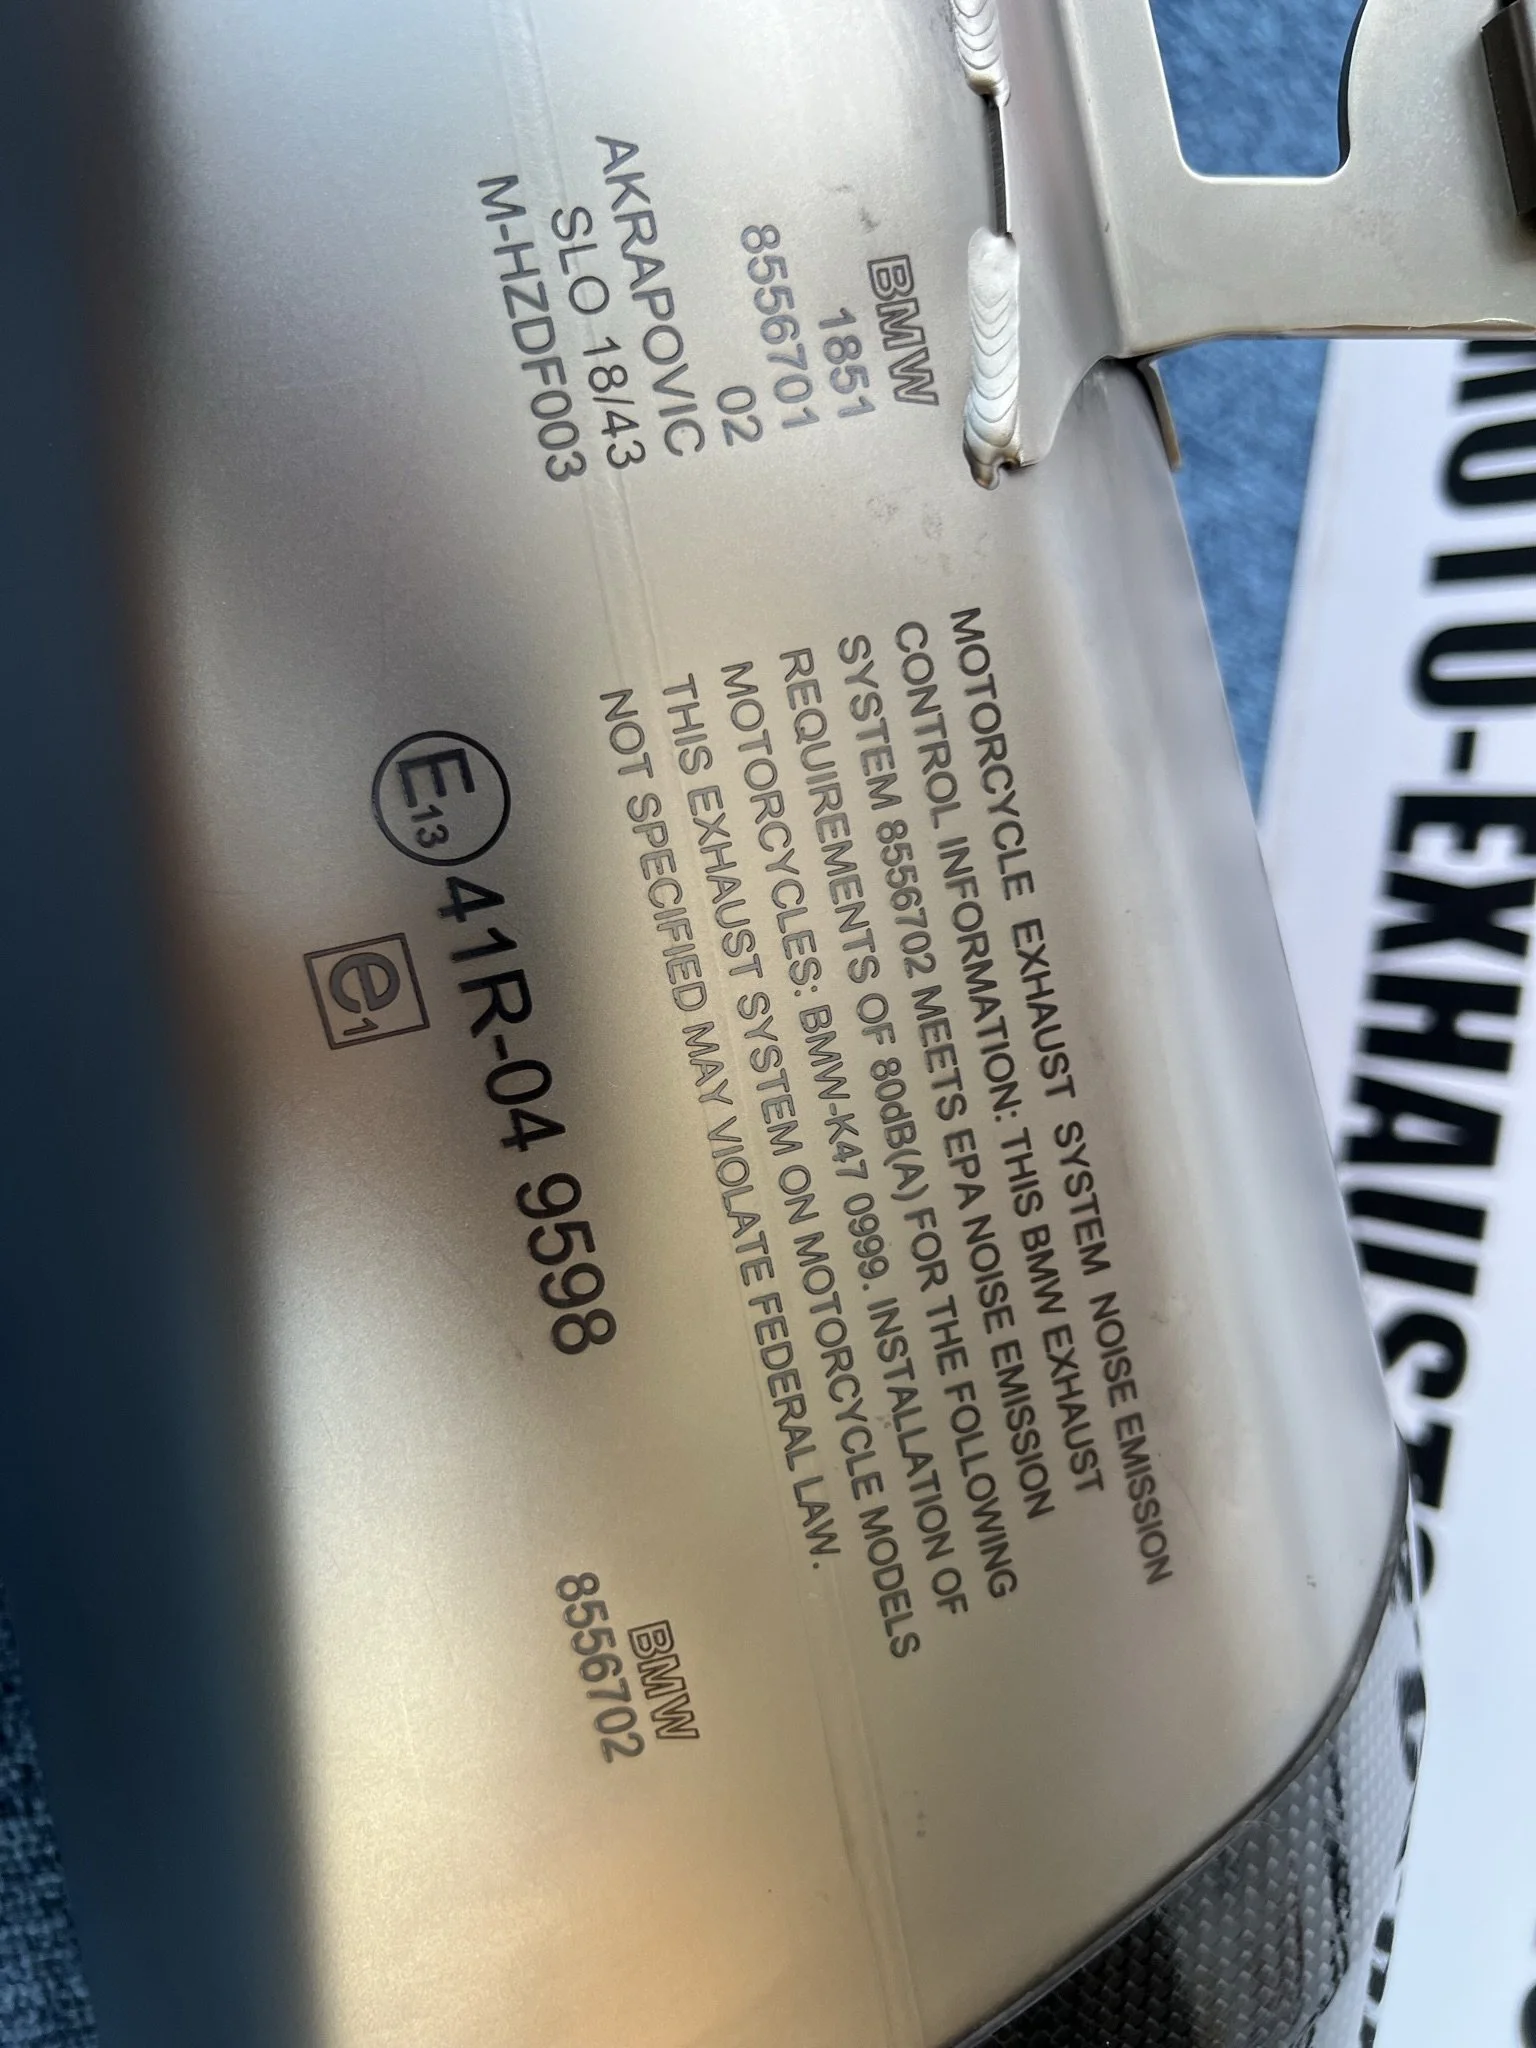 BMW
1851
8556701
02
AKRAPOVIC
SLO 18/43
M-HZDF003
MOTORCYCLE EXHAUST SYSTEM NOISE EMISSION
CONTROL INFORMATION: THIS BMW EXHAUST
SYSTEM 8556702 MEETS EPA NOISE EMISSION
REQUIREMENTS OF 80dB(A) FOR THE FOLLOWING
MOTORCYCLES: BMW-K47 0999. INSTALLATION OF
THIS EXHAUST SYSTEM ON MOTORCYCLE MODELS
NOT SPECIFIED MAY VIOLATE FEDERAL LAW.
E13 41R-04 9598
e1
BMW
8556702
-EXHAUST